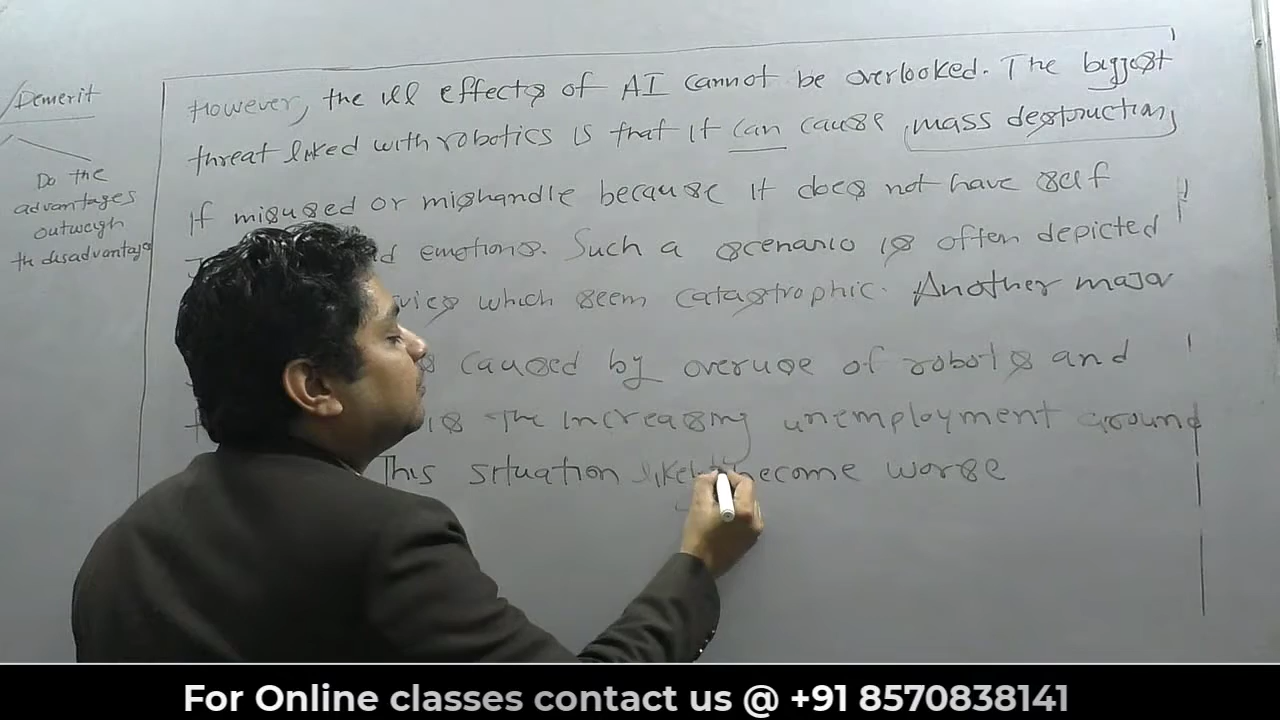 Demerit
Do the
advantages
outweigh
the disadvantage
However, the ill effects of AI cannot be overlooked. The biggest
threat liked with robotics is that it can cause mass destruction,
If misused or mishandle because it does not have self
emotions. Such a scenario is often depicted
which seem catastrophic. Another major
caused by overuse of robots and
is the increasing unemployment around
This situation become worse
For Online classes contact us @ +91 8570838141